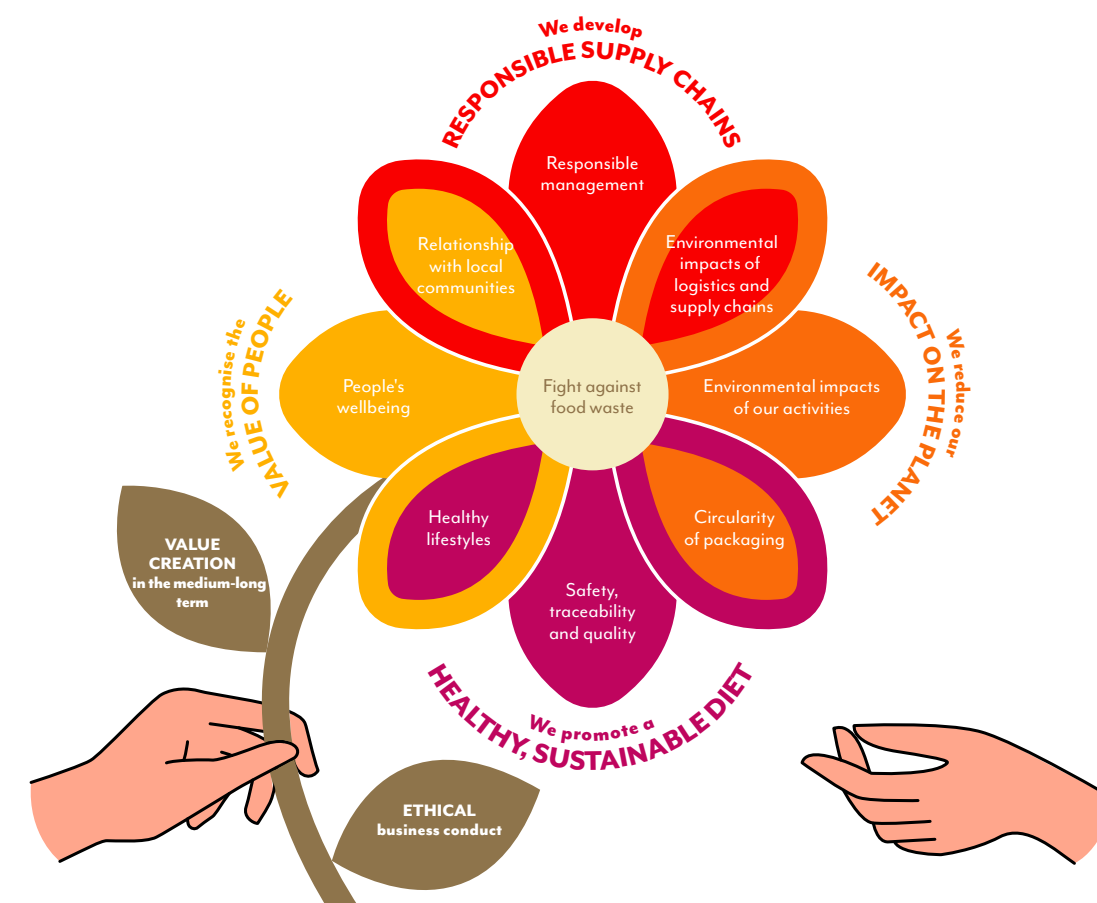 We develop
RESPONSIBLE SUPPLY CHAINS
Responsible
management
Relationship
with local
communities
Environmental
impacts of
logistics and
supply chains
We recognise the
VALUE OF PEOPLE
People's
wellbeing
Fight against
food waste
Environmental impacts
of our activities
We reduce our
IMPACT ON THE PLANET
Healthy
lifestyles
Circularity
of packaging
Safety,
traceability
and quality
We promote a
HEALTHY, SUSTAINABLE DIET
VALUE
CREATION
in the medium-long
term
ETHICAL
business conduct